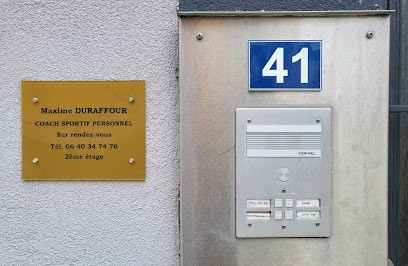 Maxime DURAFFOUR
COACH SPORTIF PERSONNEL
Sur rendez-vous
Tél. 06 40 34 74 76
2ème étage
41